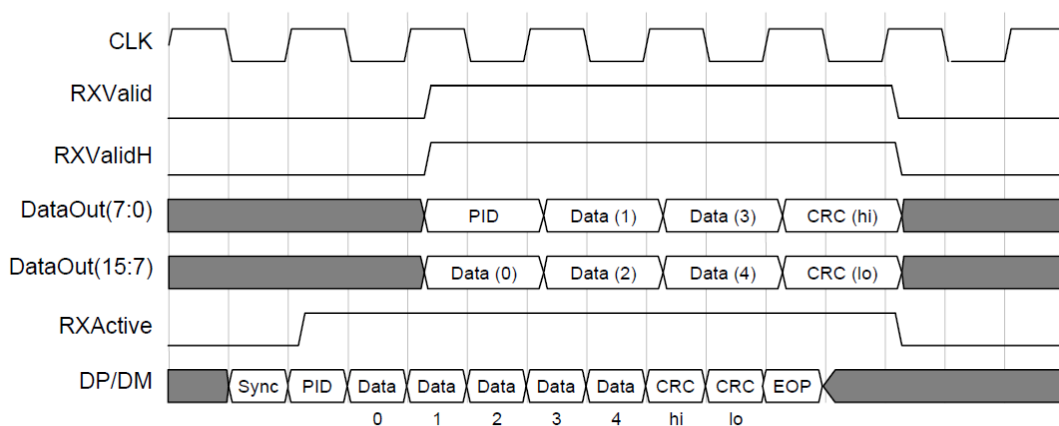 CLK
RXValid
RXValidH
DataOut(7:0) PID Data (1) Data (3) CRC (hi)
DataOut(15:7) Data (0) Data (2) Data (4) CRC (lo)
RXActive
DP/DM Sync PID Data Data Data Data Data CRC CRC EOP
0 1 2 3 4 hi lo